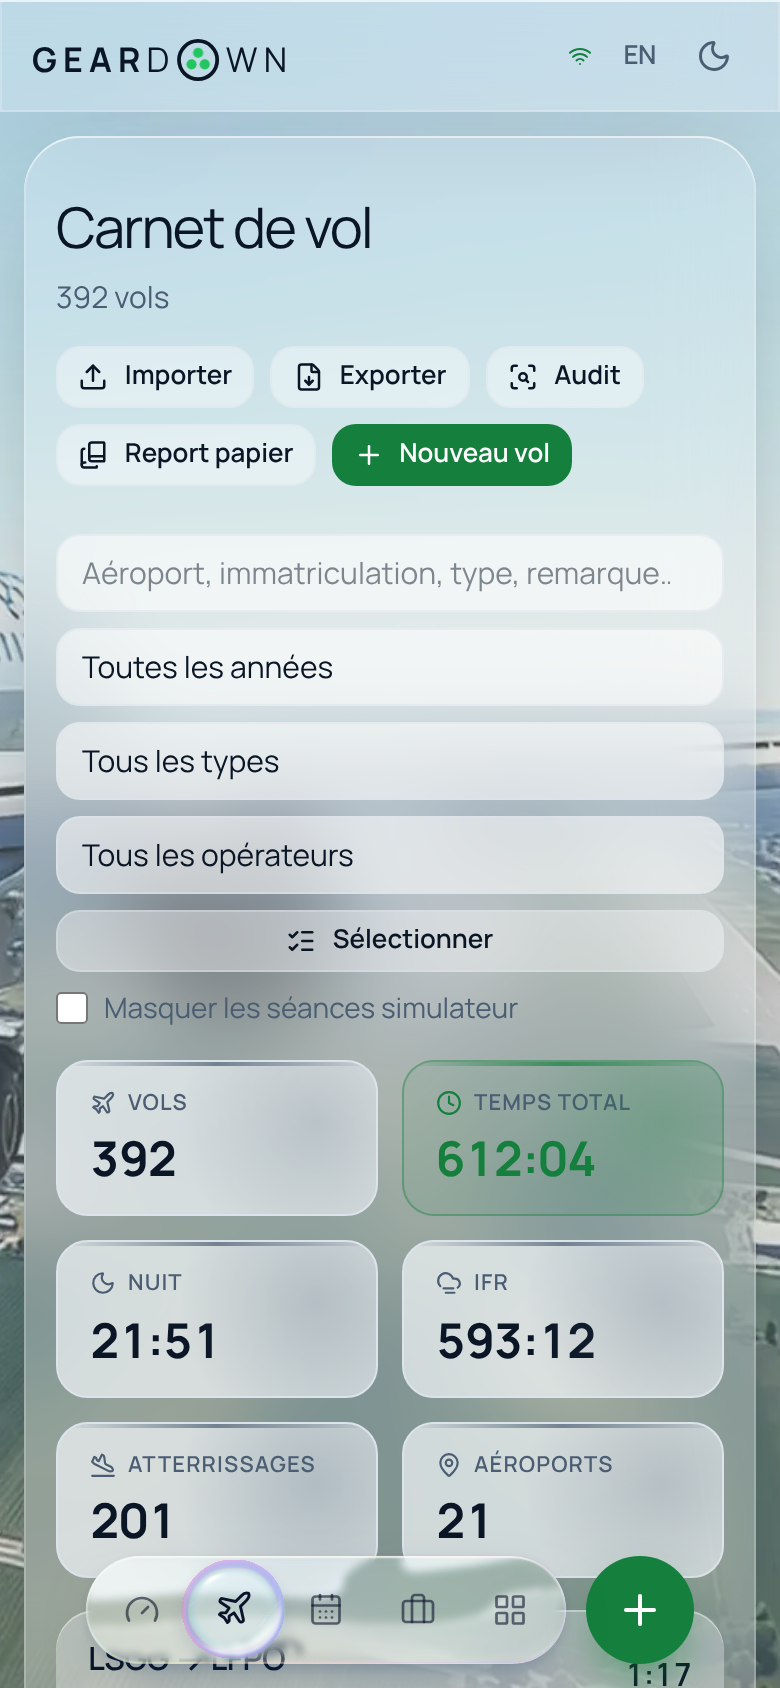 GEARDOWN
EN
Carnet de vol
392 vols
Importer
Exporter
Audit
Report papier
Nouveau vol
Aéroport, immatriculation, type, remarque..
Toutes les années
Tous les types
Tous les opérateurs
Sélectionner
Masquer les séances simulateur
VOLS
TEMPS TOTAL
392
612:04
NUIT
IFR
21:51
593:12
ATTERRISSAGES
AÉROPORTS
201
21
LSGG → LFPO
1:17